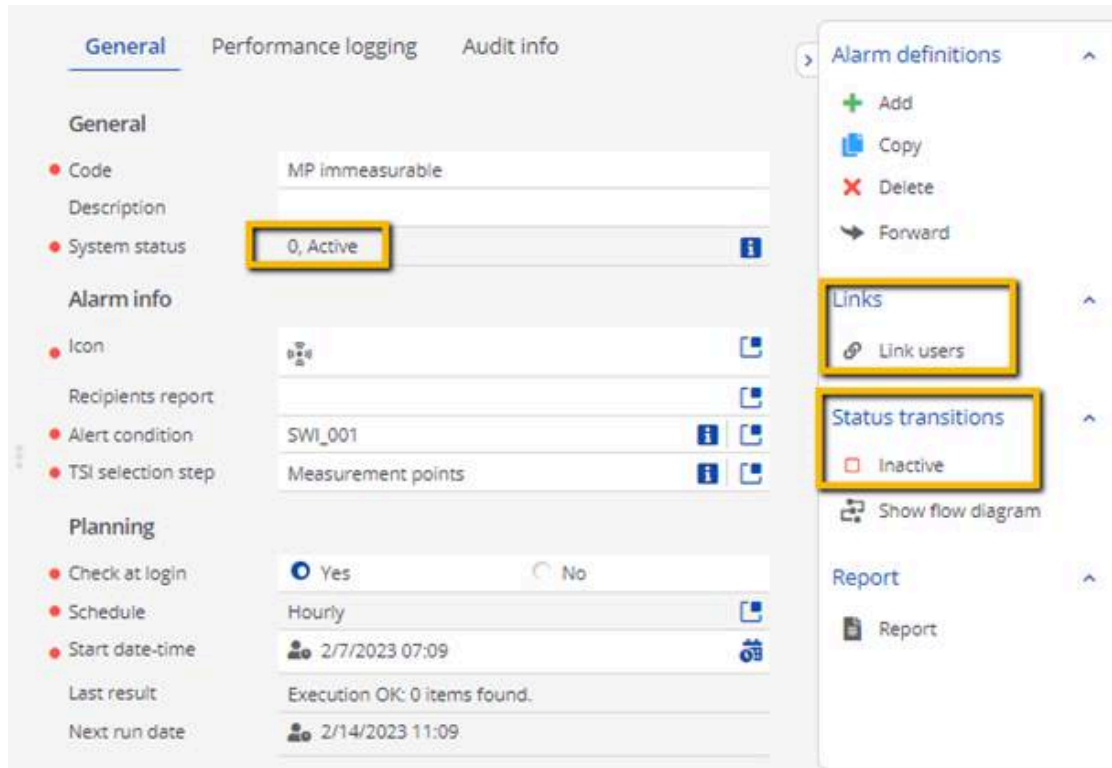 General Performance logging Audit info
General
Code MP immeasurable
Description
System status 0, Active
Alarm info
Icon
Recipients report
Alert condition SWI_001
TSI selection step Measurement points
Planning
Check at login Yes No
Schedule Hourly
Start date-time 2/7/2023 07:09
Last result Execution OK: 0 items found.
Next run date 2/14/2023 11:09
Alarm definitions
Add
Copy
Delete
Forward
Links
Link users
Status transitions
Inactive
Show flow diagram
Report
Report